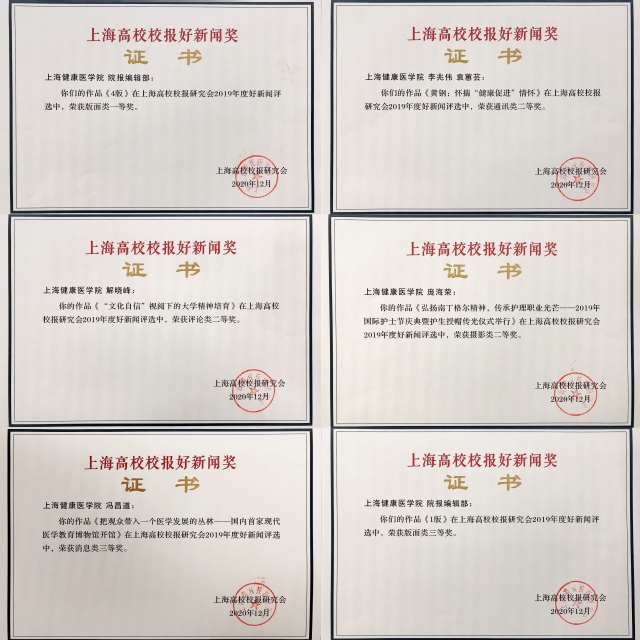 上海高校校报好新闻奖
证 书
上海健康医学院 院报编辑部：
你们的作品《4版》在上海高校校报研究会2019年度好新闻评
选中，荣获版面类一等奖。
上海高校校报研究会
2020年12月
上海高校校报好新闻奖
证 书
上海健康医学院 李兆伟 袁蕙芸：
你们的作品《黄钢：怀揣“健康促进”情怀》在上海高校校报
研究会2019年度好新闻评选中，荣获通讯类二等奖。
上海高校校报研究会
2020年12月
上海高校校报好新闻奖
证 书
上海健康医学院 解晓峰：
你的作品《“文化自信”视阈下的大学精神培育》在上海高校
校报研究会2019年度好新闻评选中，荣获评论类二等奖。
上海高校校报研究会
2020年12月
上海高校校报好新闻奖
证 书
上海健康医学院 庞海荣：
你的作品《弘扬南丁格尔精神，传承护理职业光芒——2019年
国际护士节庆典暨护生授帽传光仪式举行》在上海高校校报研究会
2019年度好新闻评选中，荣获摄影类二等奖。
上海高校校报研究会
2020年12月
上海高校校报好新闻奖
证 书
上海健康医学院 冯昌道：
你的作品《把观众带入一个医学发展的丛林——国内首家现代
医学教育博物馆开馆》在上海高校校报研究会2019年度好新闻评选
中，荣获消息类三等奖。
上海高校校报研究会
2020年12月
上海高校校报好新闻奖
证 书
上海健康医学院 院报编辑部：
你们的作品《1版》在上海高校校报研究会2019年度好新闻评
选中，荣获版面类三等奖。
上海高校校报研究会
2020年12月